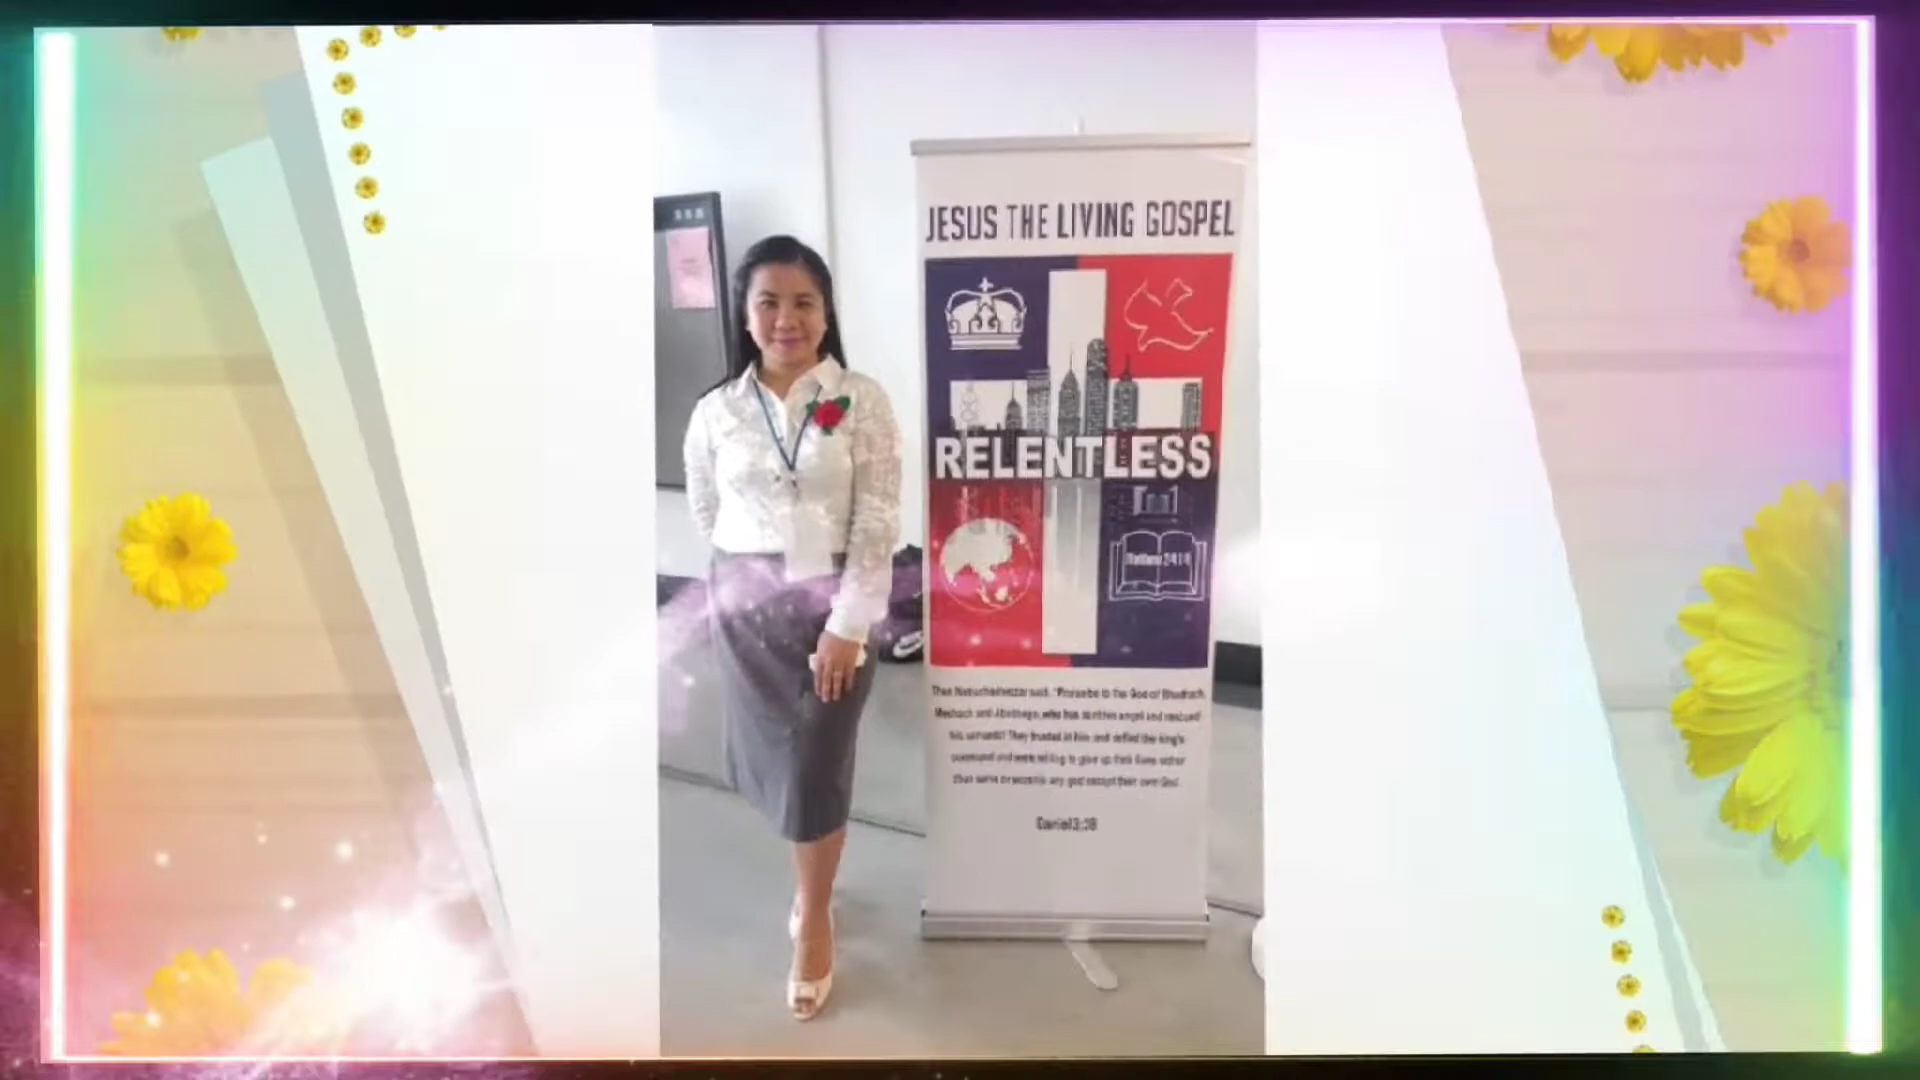 JESUS THE LIVING GOSPEL
RELENTLESS
Matthew 24:14
Then Nebuchadnezzar said, "Praise be to the God of Shadrach,
Meshach and Abednego, who has sent his angel and rescued
his servants! They trusted in him and defied the king's
command and were willing to give up their lives rather
than serve or worship any god except their own God.
Daniel 3:28